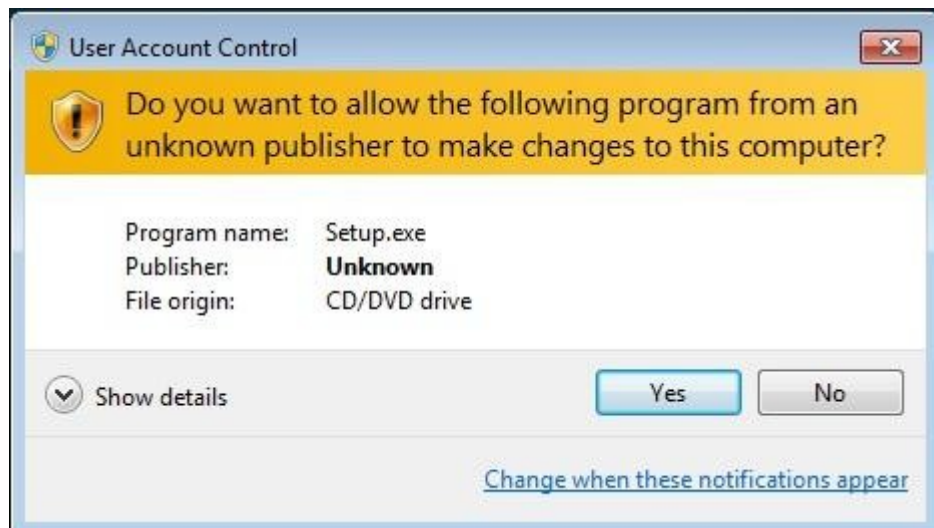 User Account Control
Do you want to allow the following program from an
unknown publisher to make changes to this computer?
Program name: Setup.exe
Publisher: Unknown
File origin: CD/DVD drive
Show details
Yes
No
Change when these notifications appear